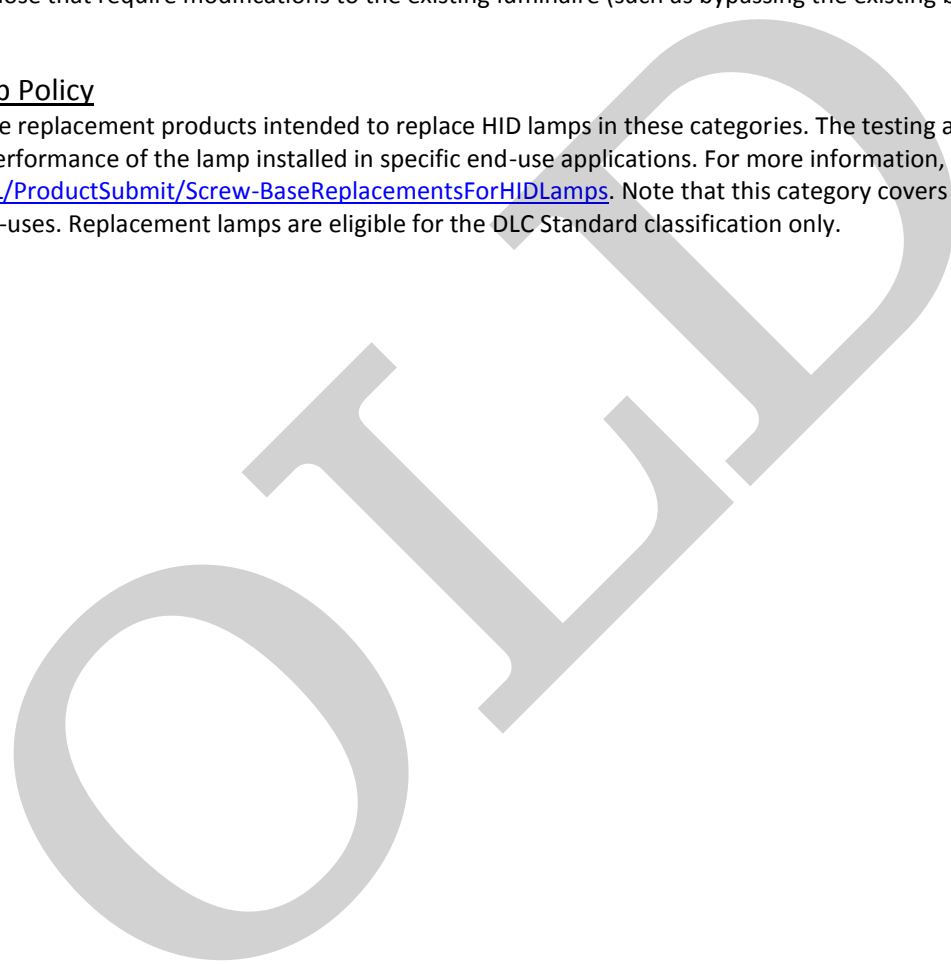 that require modifications to the existing luminaire (such as bypassing the existing
Policy
replacement products intended to replace HID lamps in these categories. The testing
of the lamp installed in specific end-use applications. For more information,
/ProductSubmit/Screw-BaseReplacementsForHIDLamps. Note that this category covers
-uses. Replacement lamps are eligible for the DLC Standard classification only.
OLD